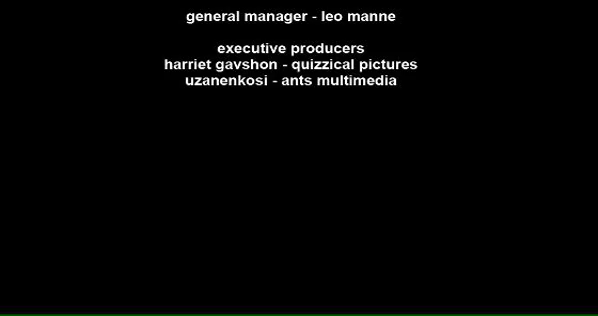 general manager - leo manne
executive producers
harriet gavshon - quizzical pictures
uzanenkosi - ants multimedia